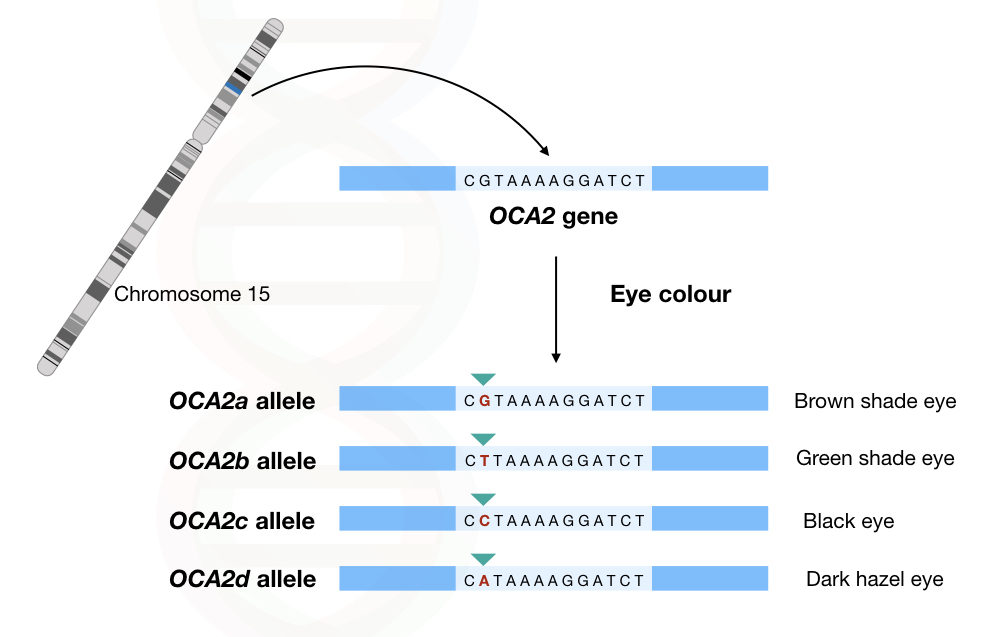 CGTAAAAGGATCT
OCA2 gene
Chromosome 15
Eye colour
OCA2a allele CGTAAAAGGATCT Brown shade eye
OCA2b allele CTTAAAAGGATCT Green shade eye
OCA2c allele CCTAAAAGGATCT Black eye
OCA2d allele CATAAAAGGATCT Dark hazel eye